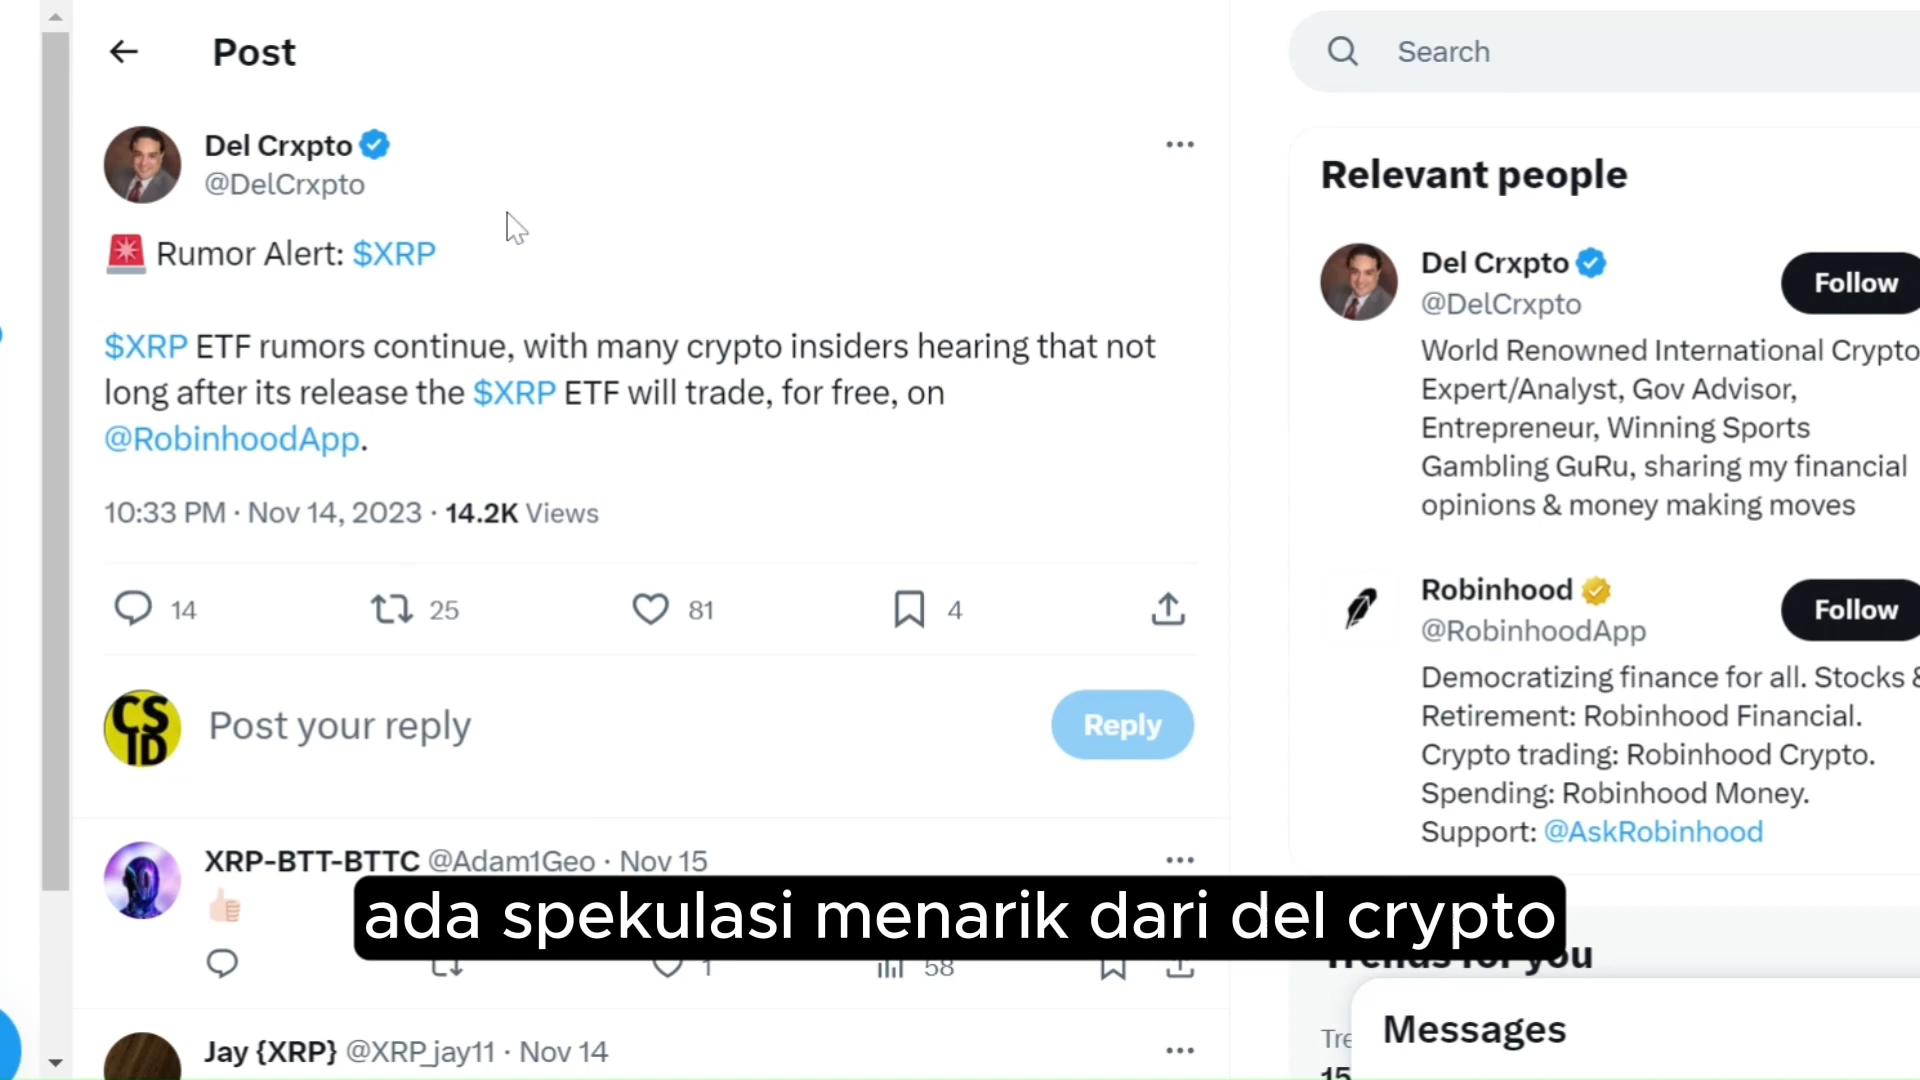 Post
Del Crxpto
@DelCrxpto
Rumor Alert: $XRP
$XRP ETF rumors continue, with many crypto insiders hearing that not
long after its release the $XRP ETF will trade, for free, on
@RobinhoodApp.
10:33 PM · Nov 14, 2023 · 14.2K Views
14 25 81 4
CS
ID
Post your reply
Reply
XRP-BTT-BTTC @Adam1Geo · Nov 15
1 58
Jay {XRP} @XRP_jay11 · Nov 14
ada spekulasi menarik dari del crypto
Search
Relevant people
Del Crxpto
@DelCrxpto
Follow
World Renowned International Crypto
Expert/Analyst, Gov Advisor,
Entrepreneur, Winning Sports
Gambling GuRu, sharing my financial
opinions & money making moves
Robinhood
@RobinhoodApp
Follow
Democratizing finance for all. Stocks &
Retirement: Robinhood Financial.
Crypto trading: Robinhood Crypto.
Spending: Robinhood Money.
Support: @AskRobinhood
Trends for you
Messages